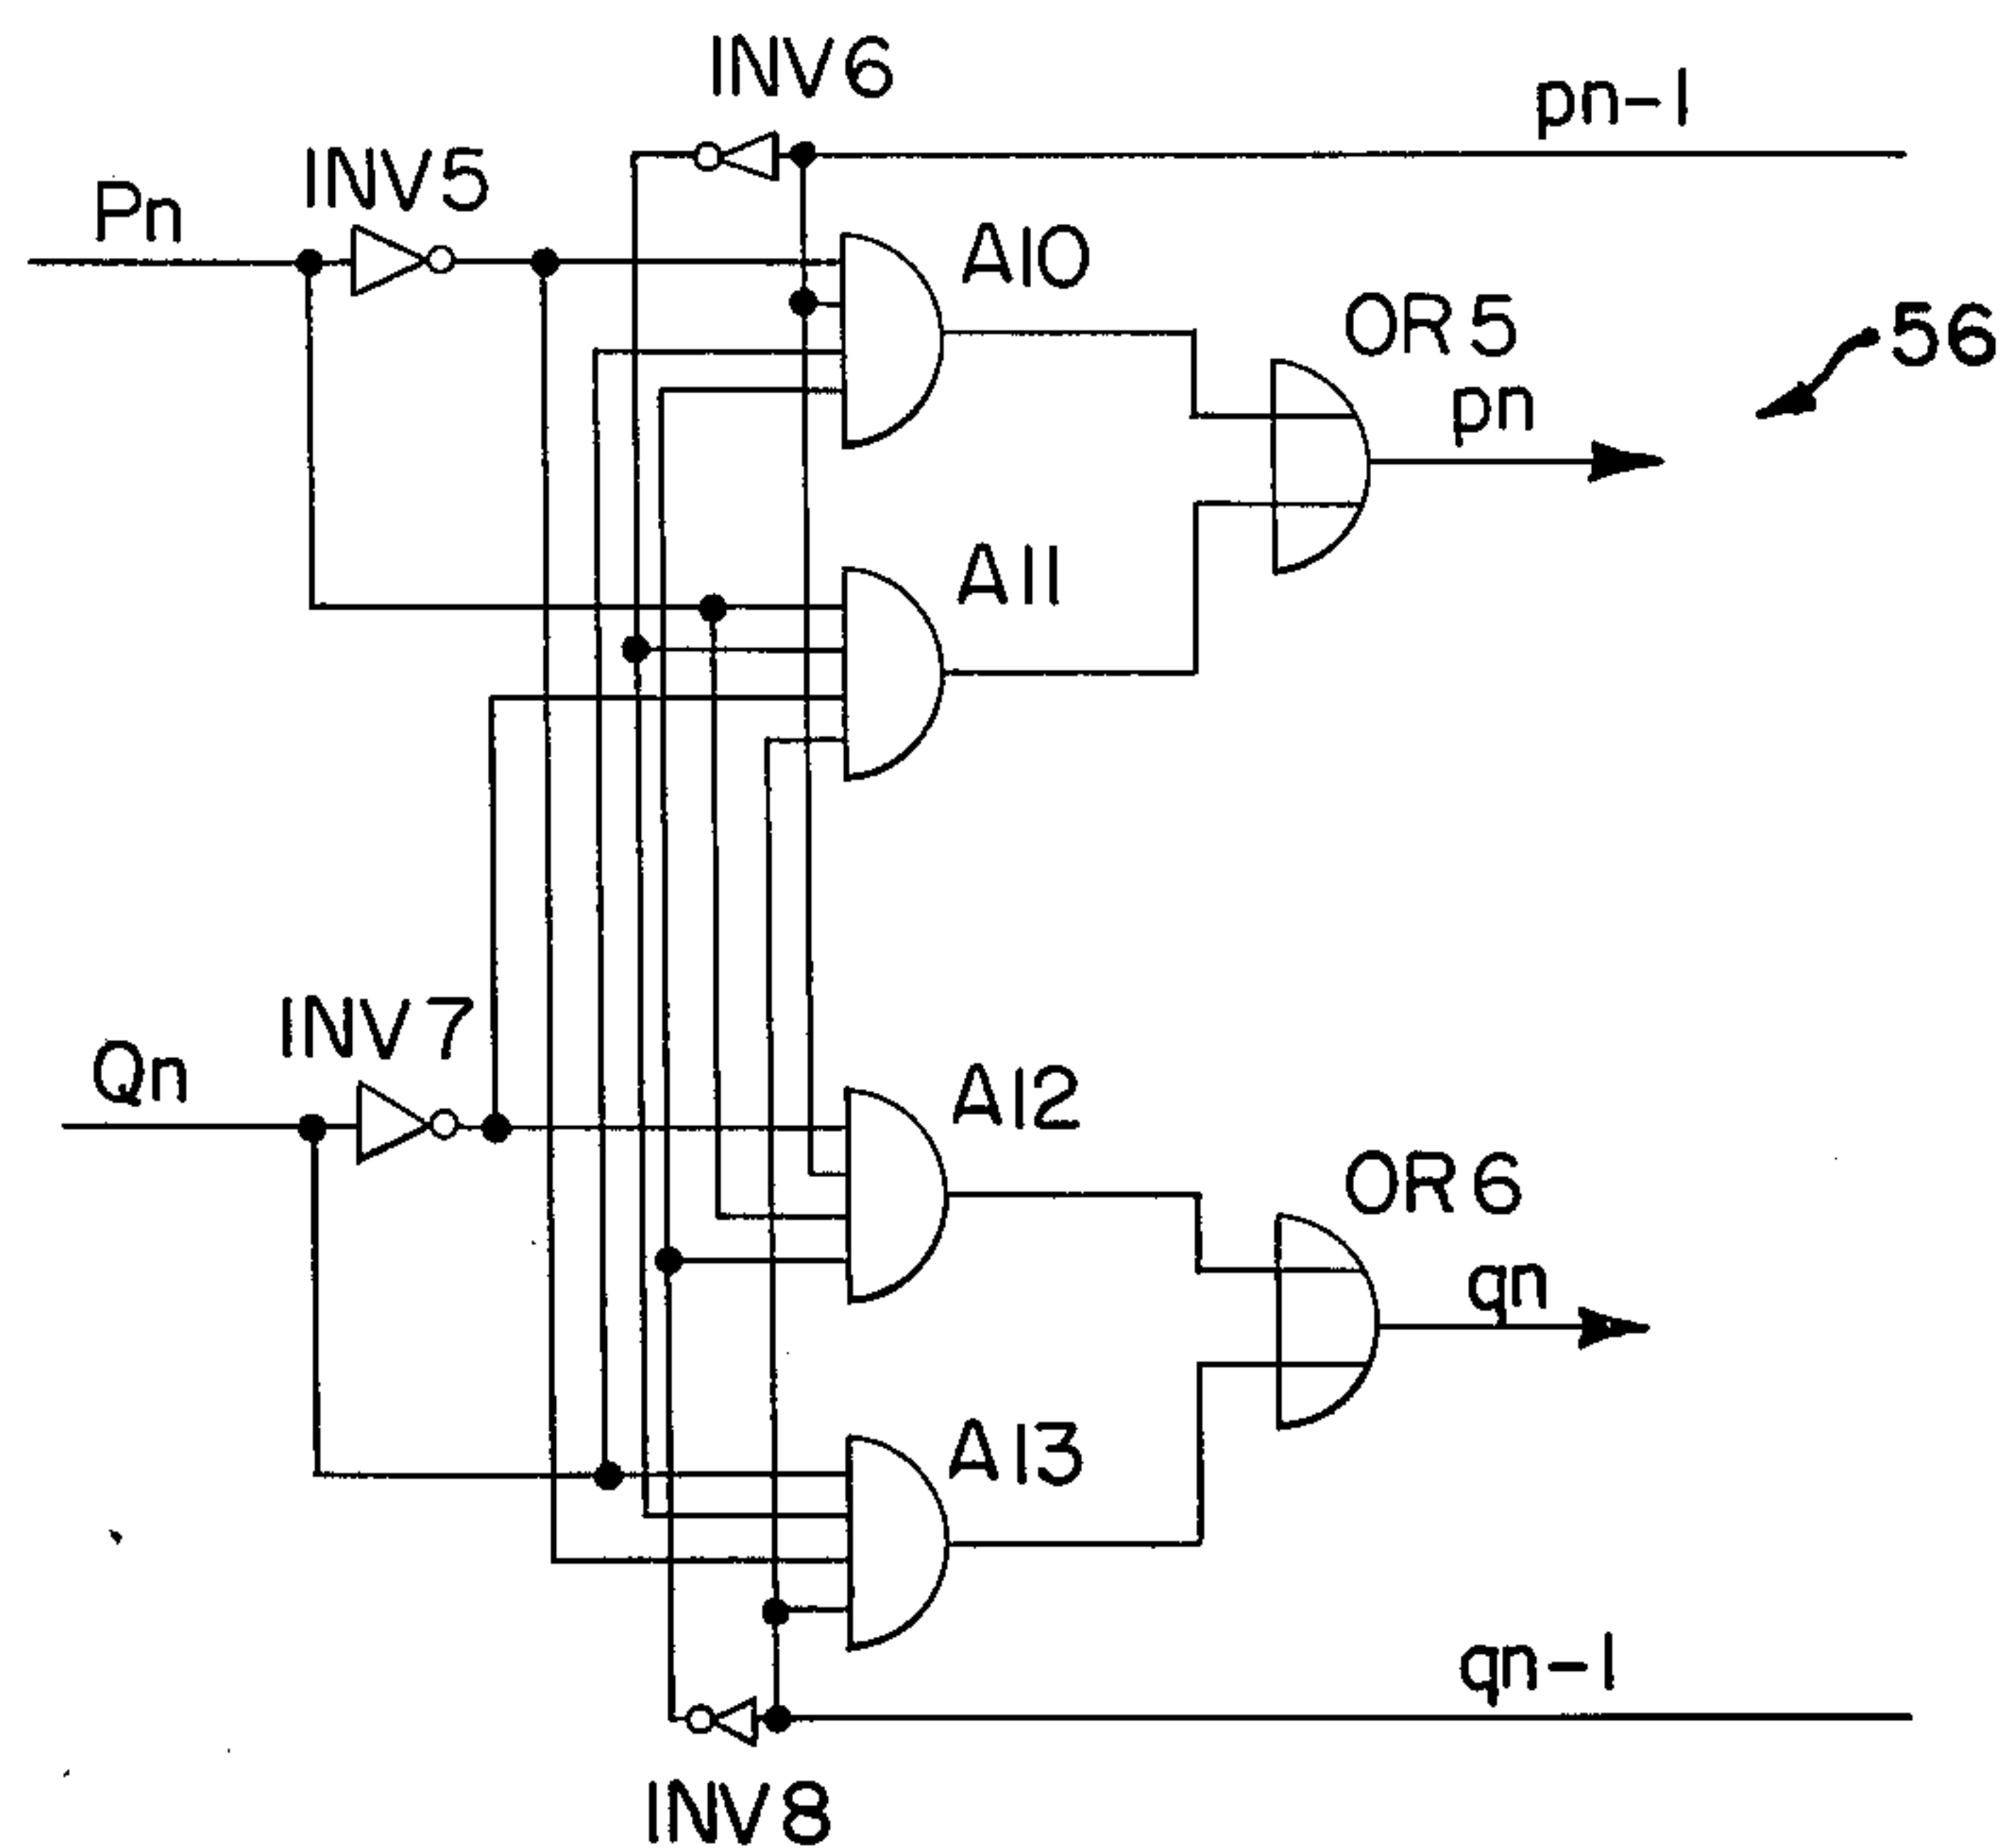 INV6
pn-1
INV5
Pn
A10
OR5
56
pn
A11
INV7
Qn
A12
OR6
qn
A13
qn-1
INV8